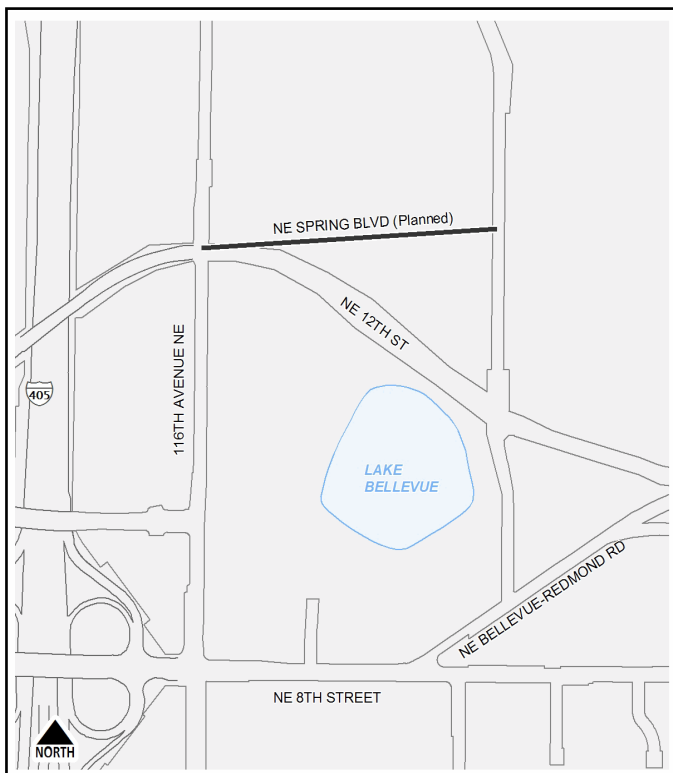 NE SPRING BLVD (Planned)
NE 12TH ST
116TH AVENUE NE
405
LAKE
BELLEVUE
NE BELLEVUE-REDMOND RD
NE 8TH STREET
NORTH